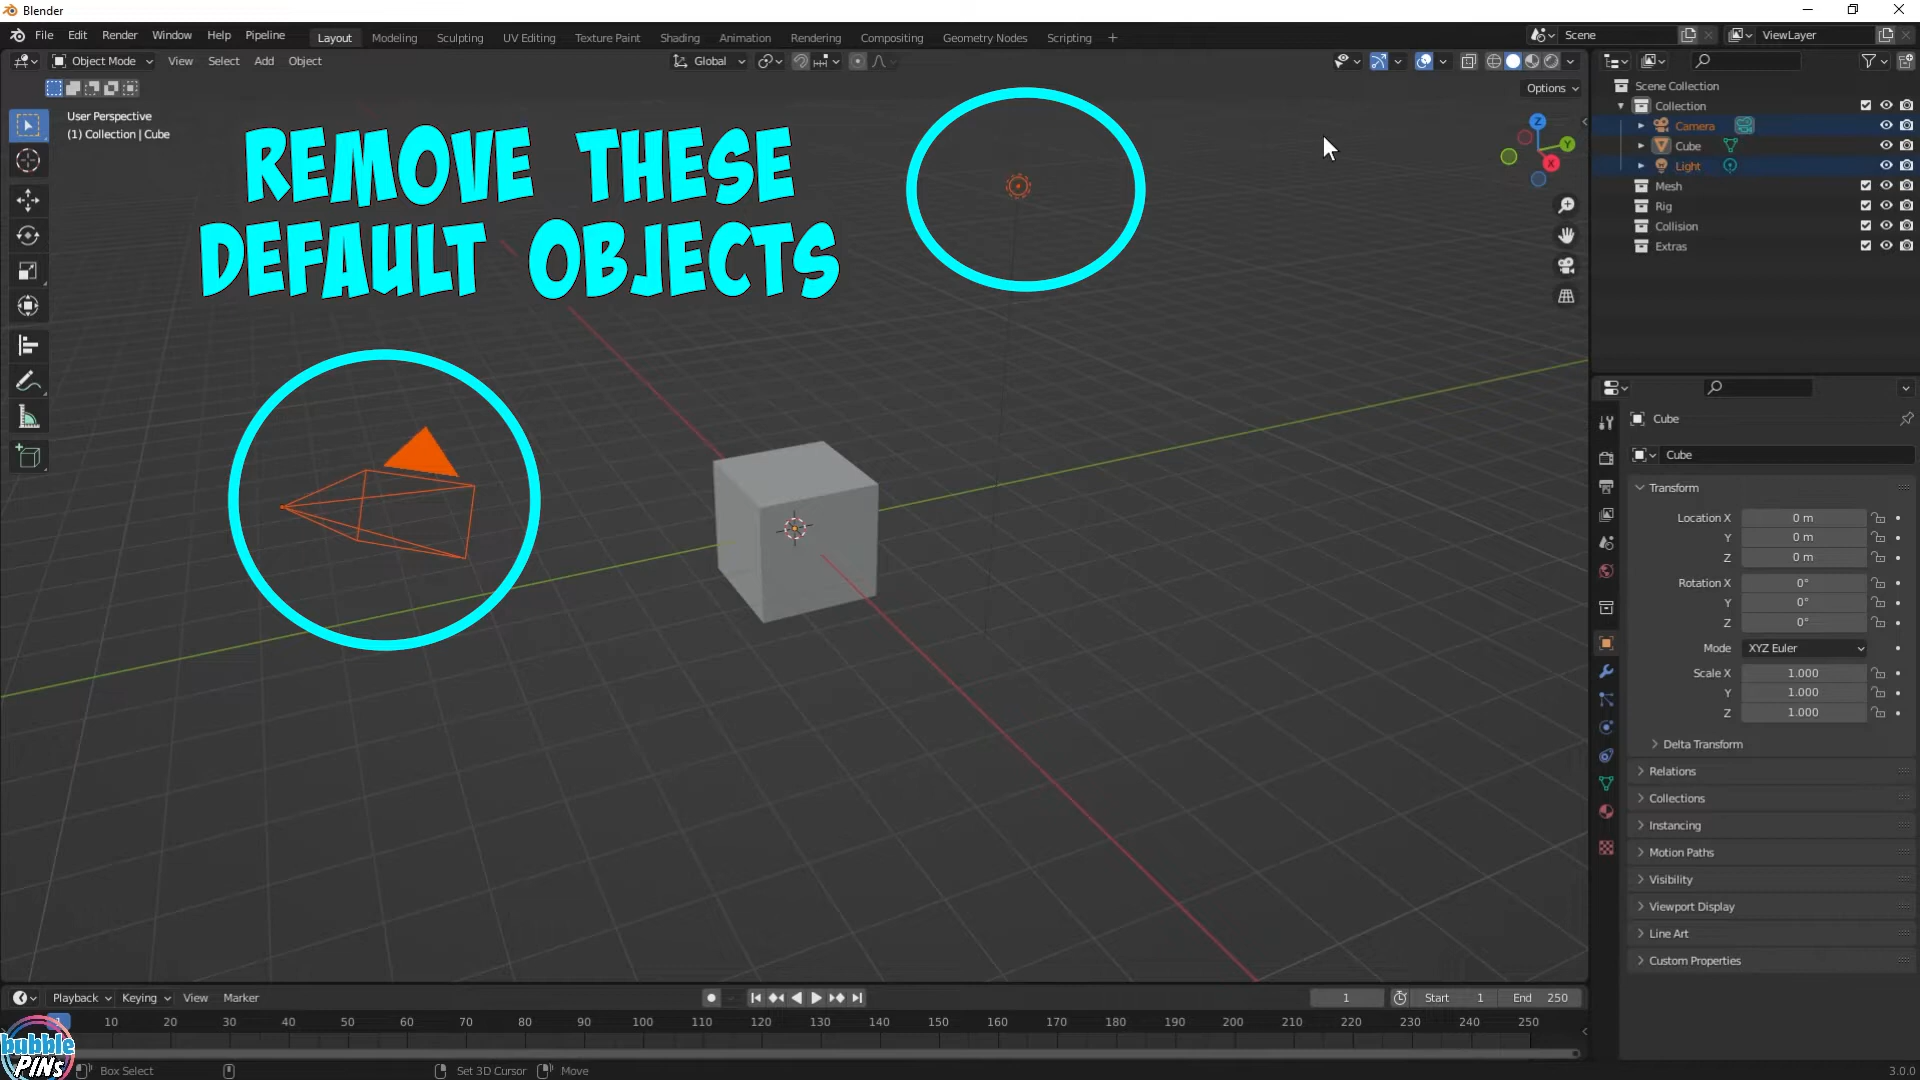 Blender
File Edit Render Window Help Pipeline Layout Modeling Sculpting UV Editing Texture Paint Shading Animation Rendering Compositing Geometry Nodes Scripting + Scene ViewLayer
Object Mode View Select Add Object Global
Options
User Perspective
(1) Collection | Cube
REMOVE THESE
DEFAULT OBJECTS
Z
Y
X
Scene Collection
Collection
Camera
Cube
Light
Mesh
Rig
Collision
Extras
Cube
Cube
Transform
Location X 0 m
Y 0 m
Z 0 m
Rotation X 0°
Y 0°
Z 0°
Mode XYZ Euler
Scale X 1.000
Y 1.000
Z 1.000
Delta Transform
Relations
Collections
Instancing
Motion Paths
Visibility
Viewport Display
Line Art
Custom Properties
Playback Keying View Marker 1 Start 1 End 250
1 10 20 30 40 50 60 70 80 90 100 110 120 130 140 150 160 170 180 190 200 210 220 230 240 250
bubble
PINS
Box Select Set 3D Cursor Move 3.0.0